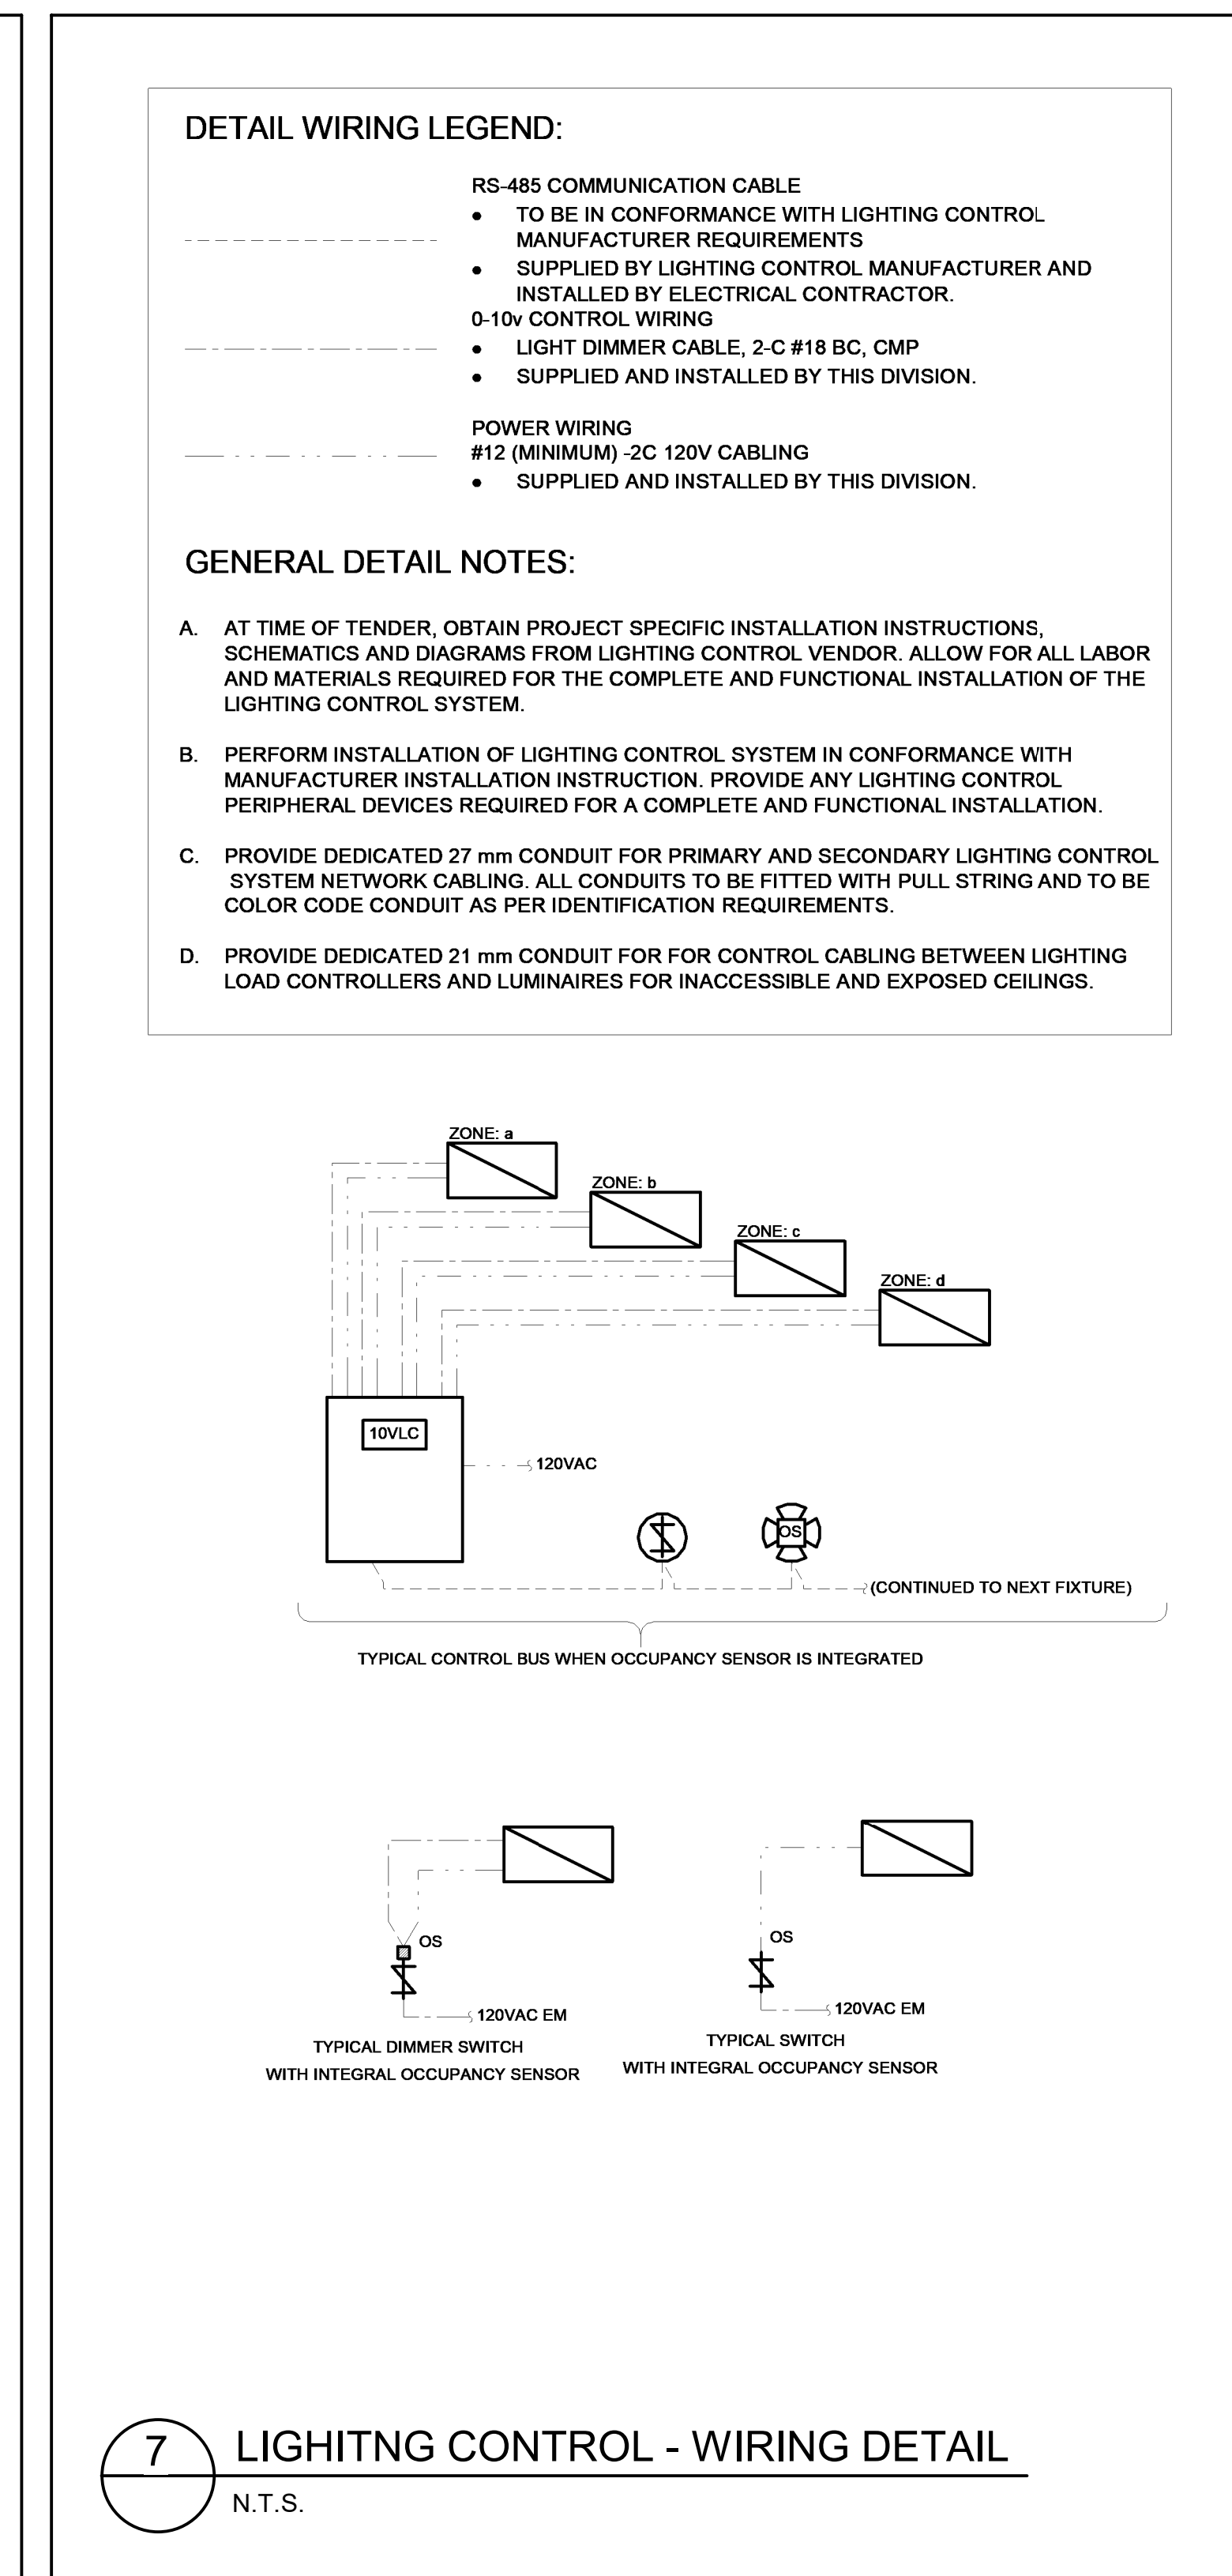 DETAIL WIRING LEGEND:
RS-485 COMMUNICATION CABLE
• TO BE IN CONFORMANCE WITH LIGHTING CONTROL
MANUFACTURER REQUIREMENTS
• SUPPLIED BY LIGHTING CONTROL MANUFACTURER AND
INSTALLED BY ELECTRICAL CONTRACTOR.
0-10v CONTROL WIRING
• LIGHT DIMMER CABLE, 2-C #18 BC, CMP
• SUPPLIED AND INSTALLED BY THIS DIVISION.
POWER WIRING
#12 (MINIMUM) -2C 120V CABLING
• SUPPLIED AND INSTALLED BY THIS DIVISION.
GENERAL DETAIL NOTES:
A. AT TIME OF TENDER, OBTAIN PROJECT SPECIFIC INSTALLATION INSTRUCTIONS,
SCHEMATICS AND DIAGRAMS FROM LIGHTING CONTROL VENDOR. ALLOW FOR ALL LABOR
AND MATERIALS REQUIRED FOR THE COMPLETE AND FUNCTIONAL INSTALLATION OF THE
LIGHTING CONTROL SYSTEM.
B. PERFORM INSTALLATION OF LIGHTING CONTROL SYSTEM IN CONFORMANCE WITH
MANUFACTURER INSTALLATION INSTRUCTION. PROVIDE ANY LIGHTING CONTROL
PERIPHERAL DEVICES REQUIRED FOR A COMPLETE AND FUNCTIONAL INSTALLATION.
C. PROVIDE DEDICATED 27 mm CONDUIT FOR PRIMARY AND SECONDARY LIGHTING CONTROL
SYSTEM NETWORK CABLING. ALL CONDUITS TO BE FITTED WITH PULL STRING AND TO BE
COLOR CODE CONDUIT AS PER IDENTIFICATION REQUIREMENTS.
D. PROVIDE DEDICATED 21 mm CONDUIT FOR FOR CONTROL CABLING BETWEEN LIGHTING
LOAD CONTROLLERS AND LUMINAIRES FOR INACCESSIBLE AND EXPOSED CEILINGS.
ZONE: a
ZONE: b
ZONE: c
ZONE: d
10VLC
120VAC
OS
(CONTINUED TO NEXT FIXTURE)
TYPICAL CONTROL BUS WHEN OCCUPANCY SENSOR IS INTEGRATED
OS
120VAC EM
TYPICAL DIMMER SWITCH
WITH INTEGRAL OCCUPANCY SENSOR
OS
120VAC EM
TYPICAL SWITCH
WITH INTEGRAL OCCUPANCY SENSOR
7
LIGHITNG CONTROL - WIRING DETAIL
N.T.S.